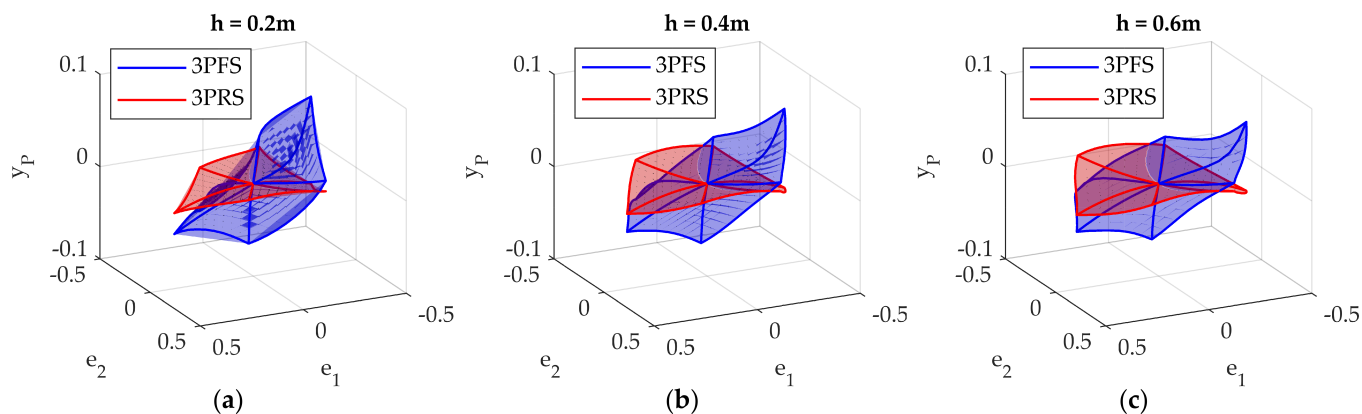 h = 0.2m
3PFS
3PRS
0.1
0
-0.1
y_P
-0.5
0
0.5
e_2
0.5
0
-0.5
e_1
(a)
h = 0.4m
3PFS
3PRS
0.1
0
-0.1
y_P
-0.5
0
0.5
e_2
0.5
0
-0.5
e_1
(b)
h = 0.6m
3PFS
3PRS
0.1
0
-0.1
y_P
-0.5
0
0.5
e_2
0.5
0
-0.5
e_1
(c)